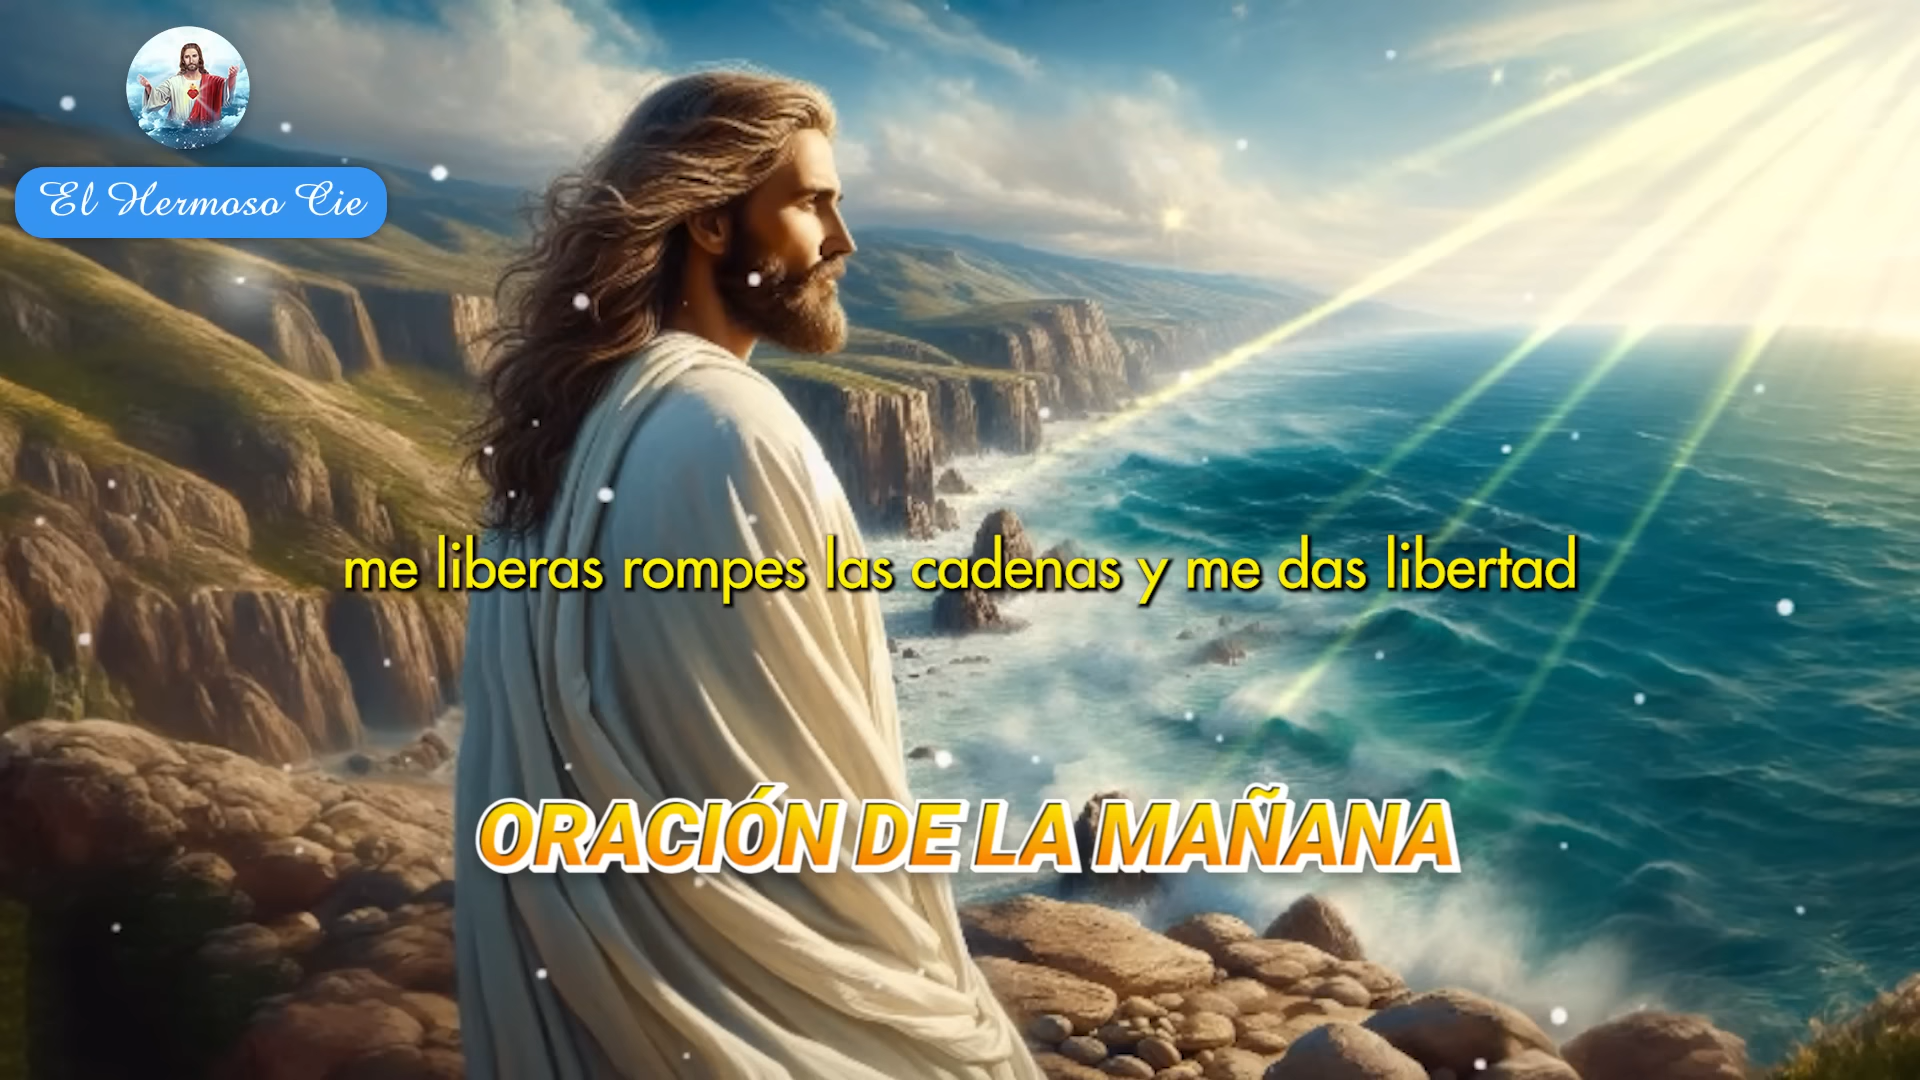 El Hermoso Cie
me liberas rompes las cadenas y me das libertad
ORACIÓN DE LA MAÑANA